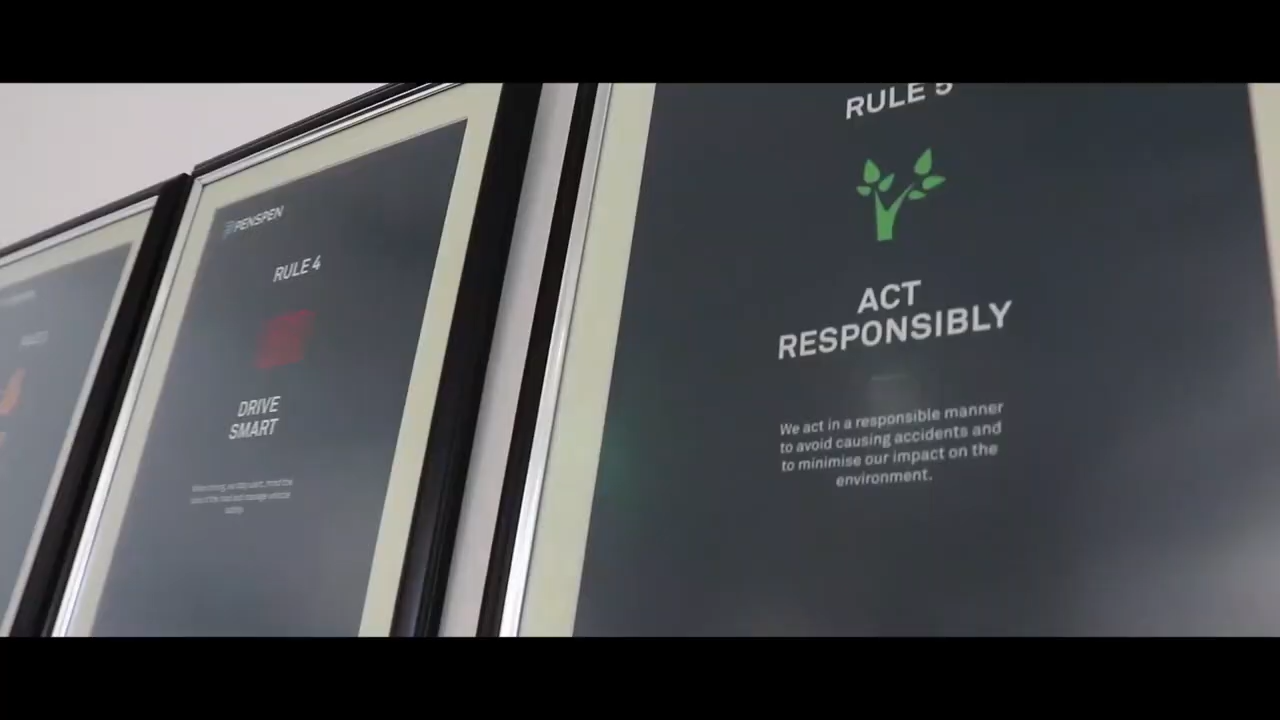 PENSPEN
RULE 4
DRIVE
SMART
RULE 5
ACT
RESPONSIBLY
We act in a responsible manner
to avoid causing accidents and
to minimise our impact on the
environment.